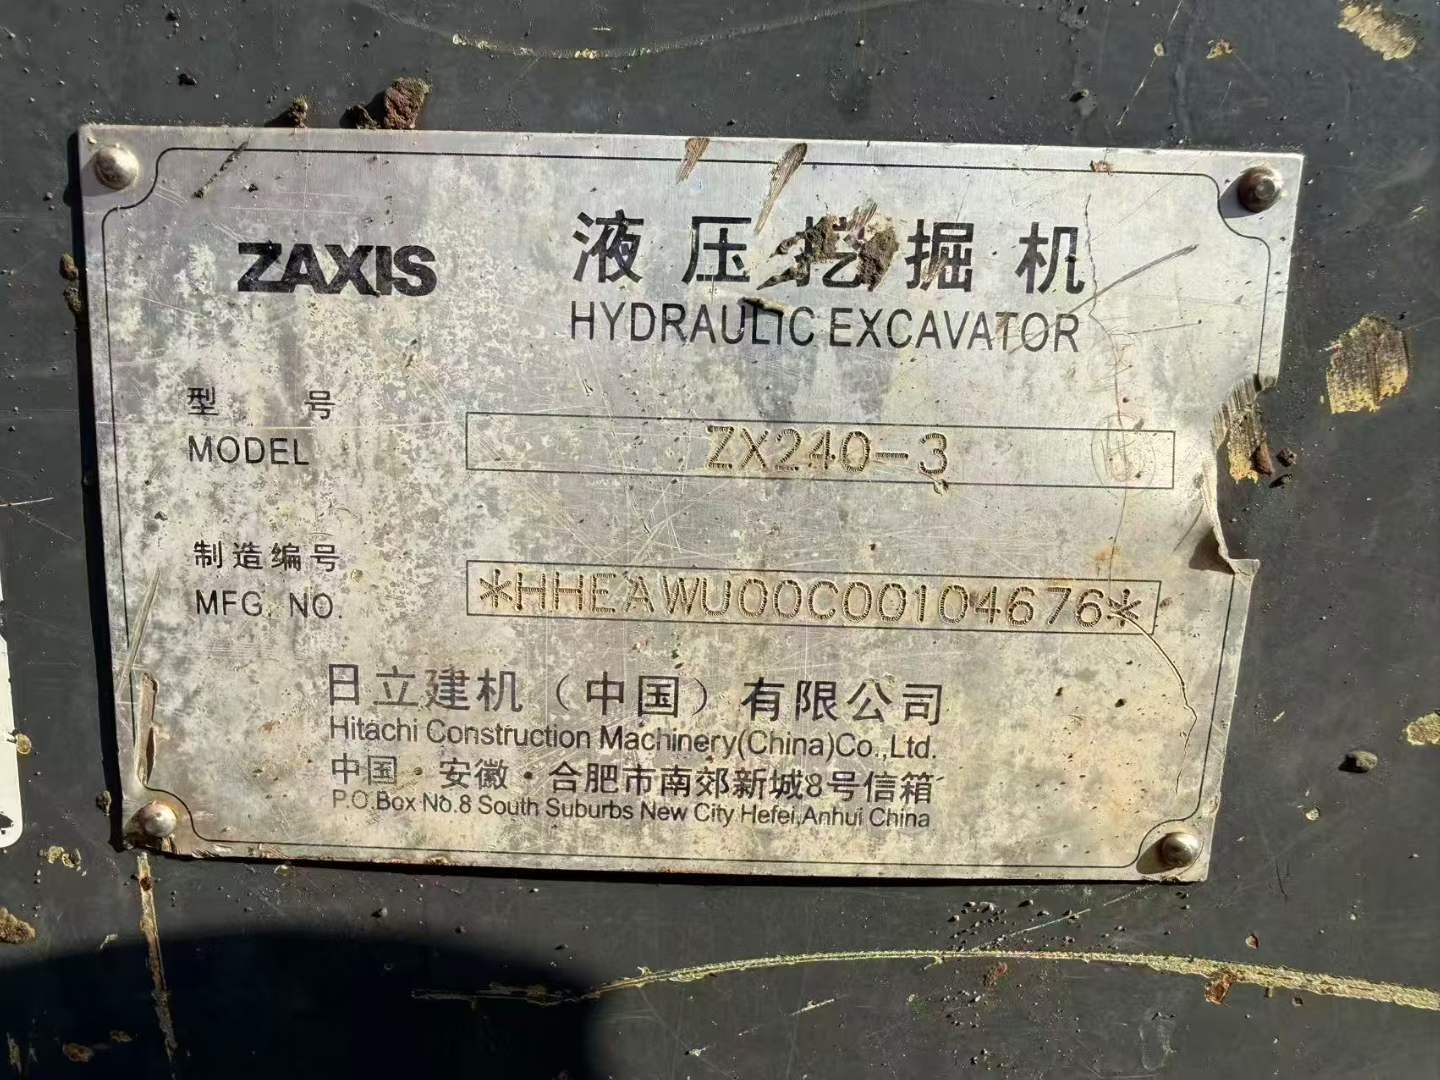 ZAXIS
液压挖掘机
HYDRAULIC EXCAVATOR
型号
MODEL
ZX240-3
制造编号
MFG. NO.
*HHEAWU00C00104676*
日立建机（中国）有限公司
Hitachi Construction Machinery(China)Co.,Ltd.
中国·安徽·合肥市南郊新城8号信箱
P.O.Box No.8 South Suburbs New City Hefei,Anhui China